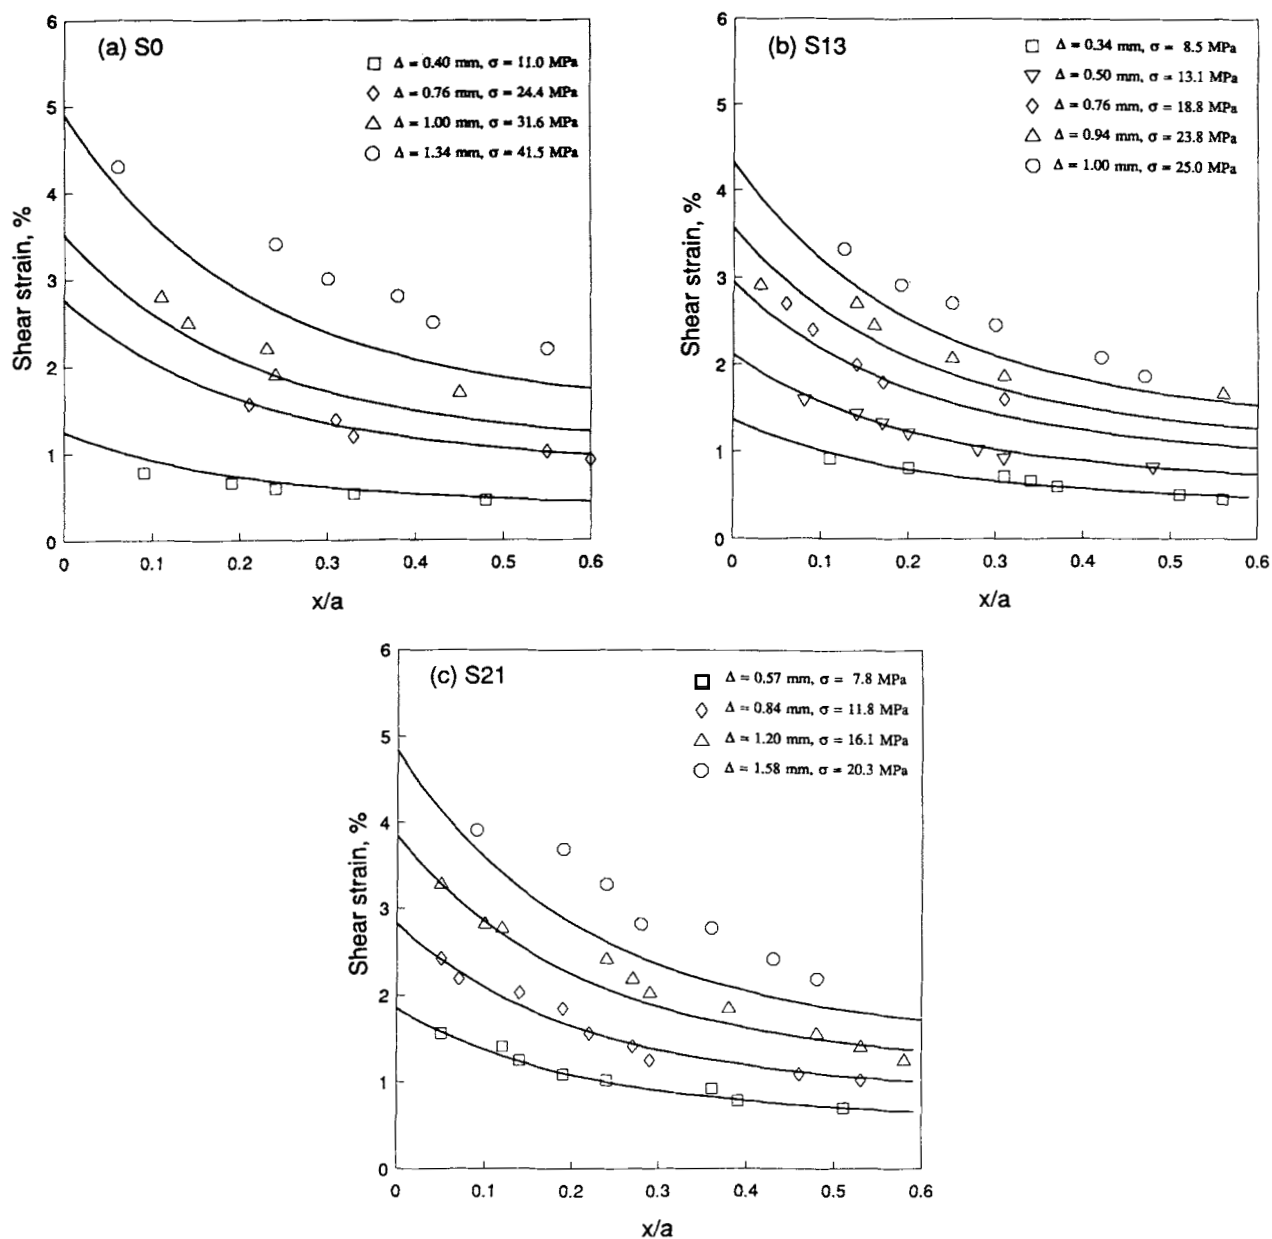 (a) S0
Δ = 0.40 mm, σ = 11.0 MPa
Δ = 0.76 mm, σ = 24.4 MPa
Δ = 1.00 mm, σ = 31.6 MPa
Δ = 1.34 mm, σ = 41.5 MPa
6
5
4
3
2
1
0
Shear strain, %
0 0.1 0.2 0.3 0.4 0.5 0.6
x/a
(b) S13
Δ = 0.34 mm, σ = 8.5 MPa
Δ = 0.50 mm, σ = 13.1 MPa
Δ = 0.76 mm, σ = 18.8 MPa
Δ = 0.94 mm, σ = 23.8 MPa
Δ = 1.00 mm, σ = 25.0 MPa
6
5
4
3
2
1
0
Shear strain, %
0 0.1 0.2 0.3 0.4 0.5 0.6
x/a
(c) S21
Δ = 0.57 mm, σ = 7.8 MPa
Δ = 0.84 mm, σ = 11.8 MPa
Δ = 1.20 mm, σ = 16.1 MPa
Δ = 1.58 mm, σ = 20.3 MPa
6
5
4
3
2
1
0
Shear strain, %
0 0.1 0.2 0.3 0.4 0.5 0.6
x/a